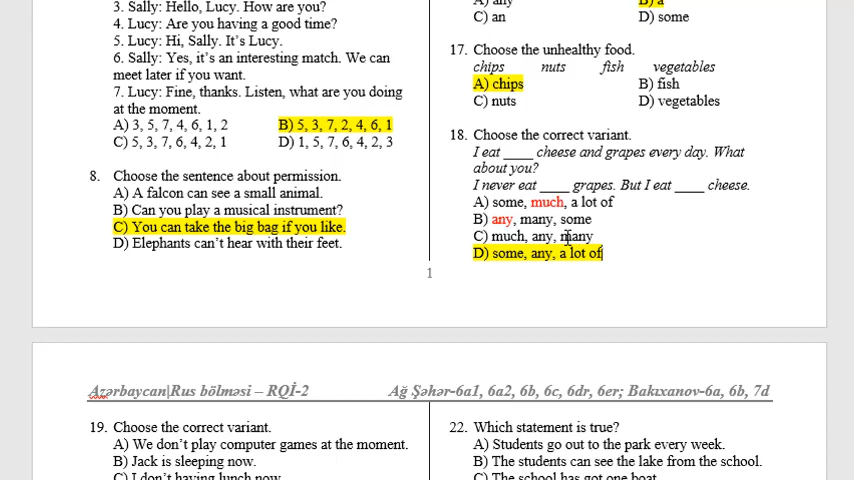 3. Sally: Hello, Lucy. How are you?
4. Lucy: Are you having a good time?
5. Lucy: Hi, Sally. It's Lucy.
6. Sally: Yes, it's an interesting match. We can
meet later if you want.
7. Lucy: Fine, thanks. Listen, what are you doing
at the moment.
A) 3, 5, 7, 4, 6, 1, 2 B) 5, 3, 7, 2, 4, 6, 1
C) 5, 3, 7, 6, 4, 2, 1 D) 1, 5, 7, 6, 4, 2, 3
8. Choose the sentence about permission.
A) A falcon can see a small animal.
B) Can you play a musical instrument?
C) You can take the big bag if you like.
D) Elephants can't hear with their feet.
A) any B) a
C) an D) some
17. Choose the unhealthy food.
chips nuts fish vegetables
A) chips B) fish
C) nuts D) vegetables
18. Choose the correct variant.
I eat ____ cheese and grapes every day. What
about you?
I never eat ____ grapes. But I eat ____ cheese.
A) some, much, a lot of
B) any, many, some
C) much, any, many
D) some, any, a lot of
1
Azərbaycan|Rus bölməsi – RQİ-2 Ağ Şəhər-6a1, 6a2, 6b, 6c, 6dr, 6er; Bakıxanov-6a, 6b, 7d
19. Choose the correct variant.
A) We don't play computer games at the moment.
B) Jack is sleeping now.
C) I don't having lunch now.
22. Which statement is true?
A) Students go out to the park every week.
B) The students can see the lake from the school.
C) The school has got one boat.